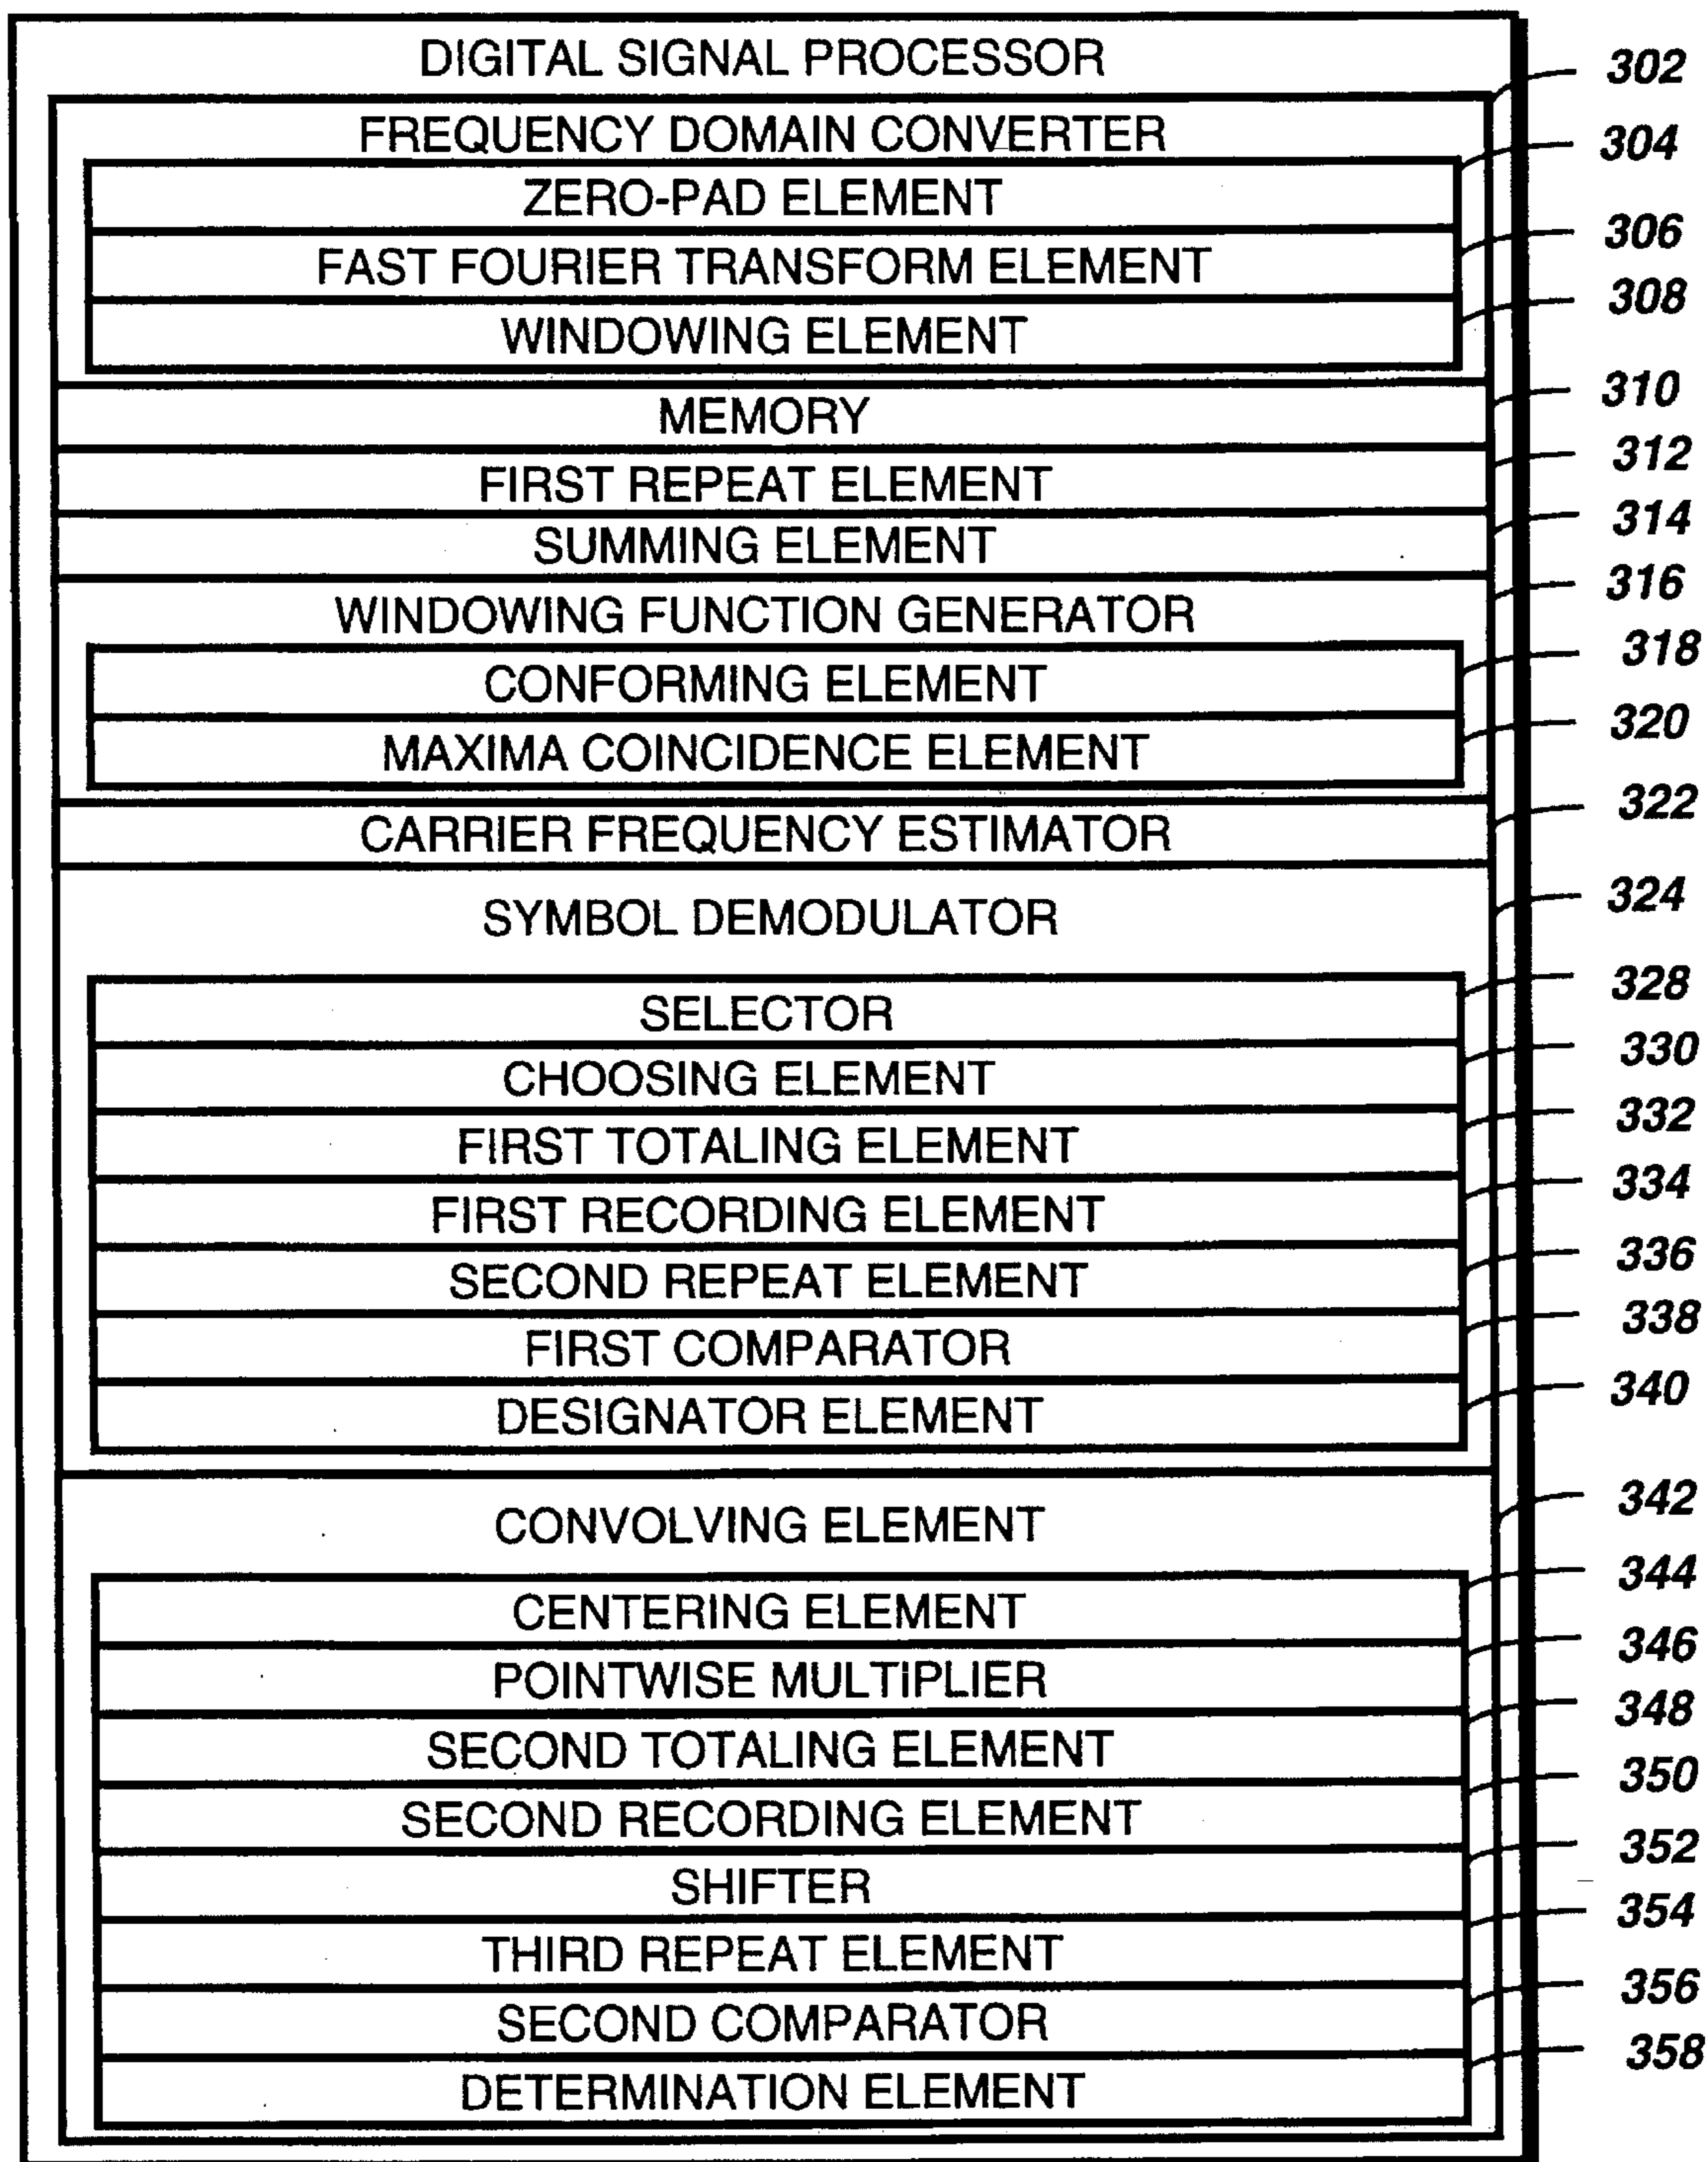 DIGITAL SIGNAL PROCESSOR
302
FREQUENCY DOMAIN CONVERTER
304
ZERO-PAD ELEMENT
306
FAST FOURIER TRANSFORM ELEMENT
308
WINDOWING ELEMENT
310
MEMORY
312
FIRST REPEAT ELEMENT
314
SUMMING ELEMENT
316
WINDOWING FUNCTION GENERATOR
318
CONFORMING ELEMENT
320
MAXIMA COINCIDENCE ELEMENT
322
CARRIER FREQUENCY ESTIMATOR
324
SYMBOL DEMODULATOR
328
SELECTOR
330
CHOOSING ELEMENT
332
FIRST TOTALING ELEMENT
334
FIRST RECORDING ELEMENT
336
SECOND REPEAT ELEMENT
338
FIRST COMPARATOR
340
DESIGNATOR ELEMENT
342
CONVOLVING ELEMENT
344
CENTERING ELEMENT
346
POINTWISE MULTIPLIER
348
SECOND TOTALING ELEMENT
350
SECOND RECORDING ELEMENT
352
SHIFTER
354
THIRD REPEAT ELEMENT
356
SECOND COMPARATOR
358
DETERMINATION ELEMENT